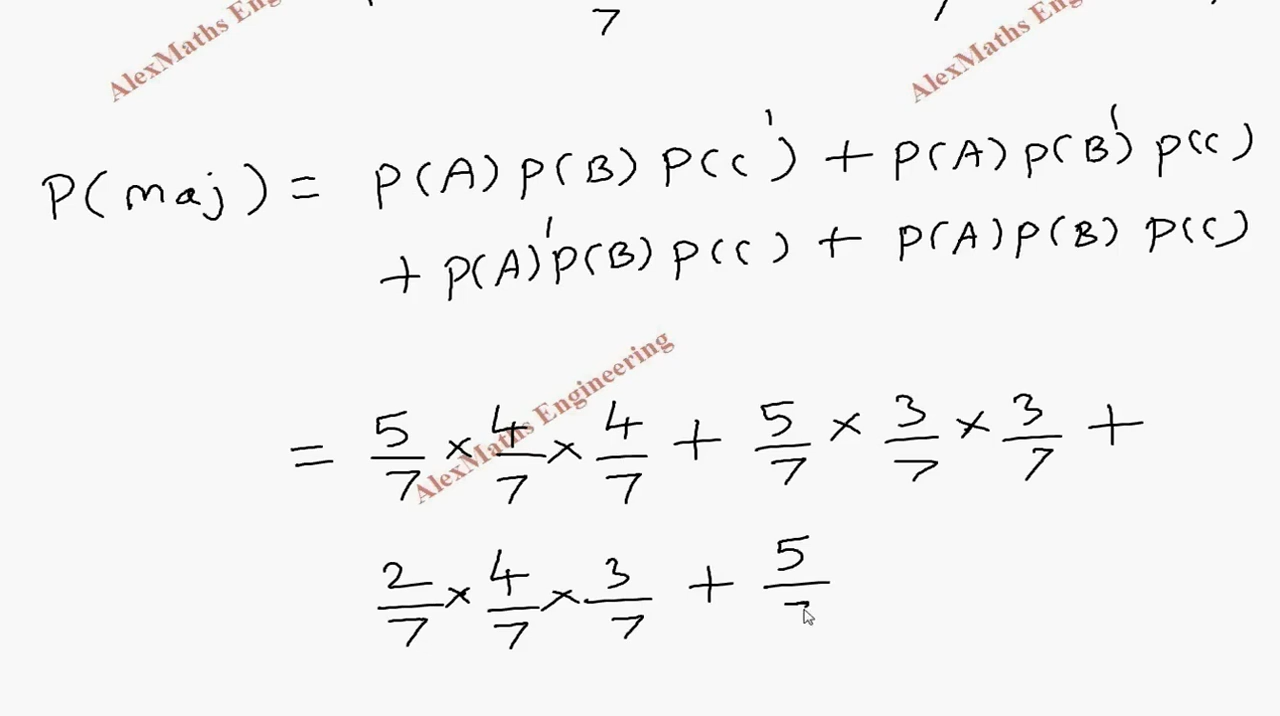 7
AlexMaths Eng
AlexMaths Eng
P(maj) = P(A) P(B) P(C') + P(A) P(B') P(C)
+ P(A)' P(B) P(C) + P(A) P(B) P(C)
AlexMaths Engineering
= 5/7 × 4/7 × 4/7 + 5/7 × 3/7 × 3/7 +
2/7 × 4/7 × 3/7 + 5/7